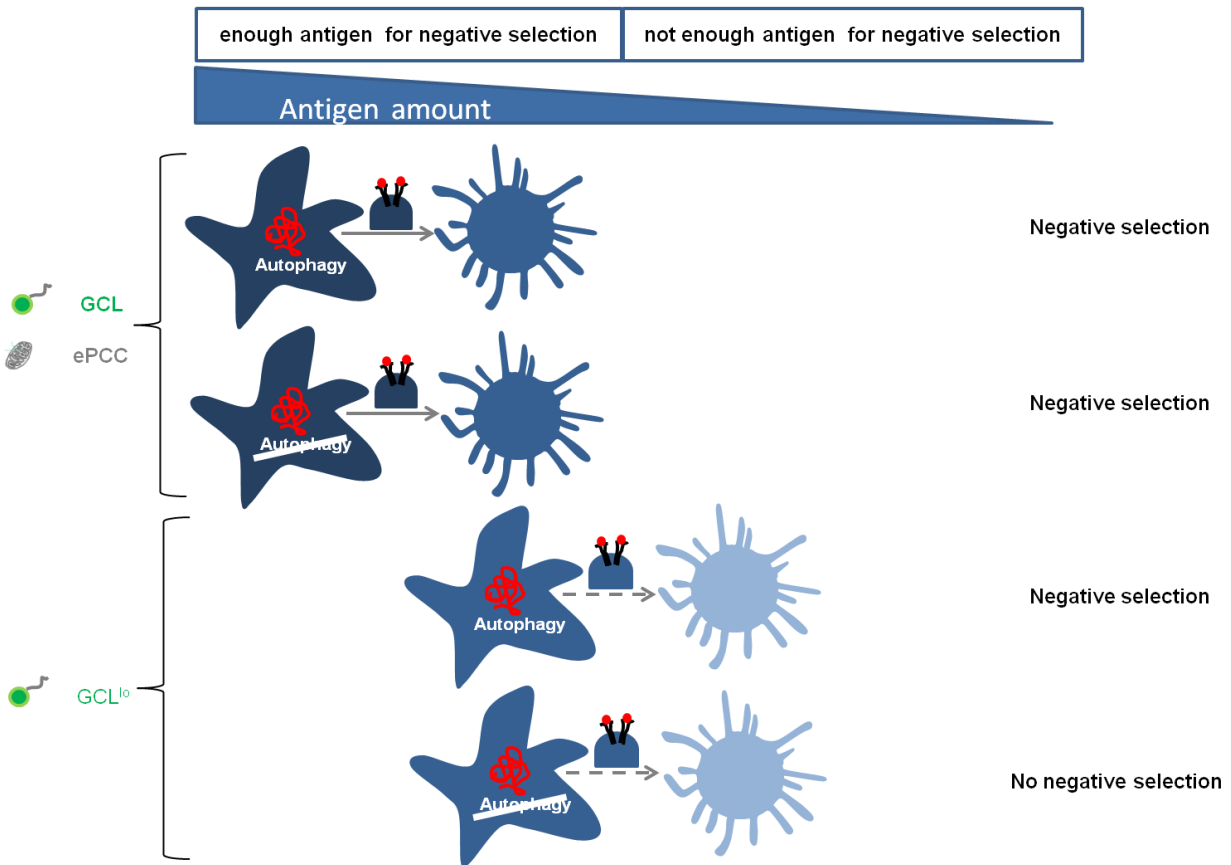 enough antigen for negative selection
not enough antigen for negative selection
Antigen amount
Autophagy
Negative selection
GCL
ePCC
Autophagy
Negative selection
Autophagy
Negative selection
GCLlo
Autophagy
No negative selection